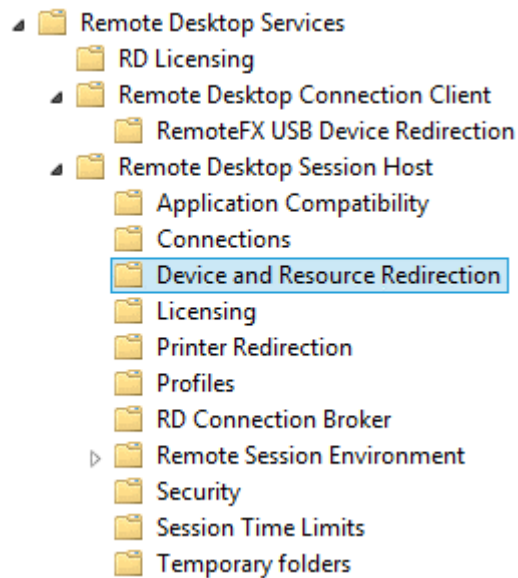 Remote Desktop Services
RD Licensing
Remote Desktop Connection Client
RemoteFX USB Device Redirection
Remote Desktop Session Host
Application Compatibility
Connections
Device and Resource Redirection
Licensing
Printer Redirection
Profiles
RD Connection Broker
Remote Session Environment
Security
Session Time Limits
Temporary folders